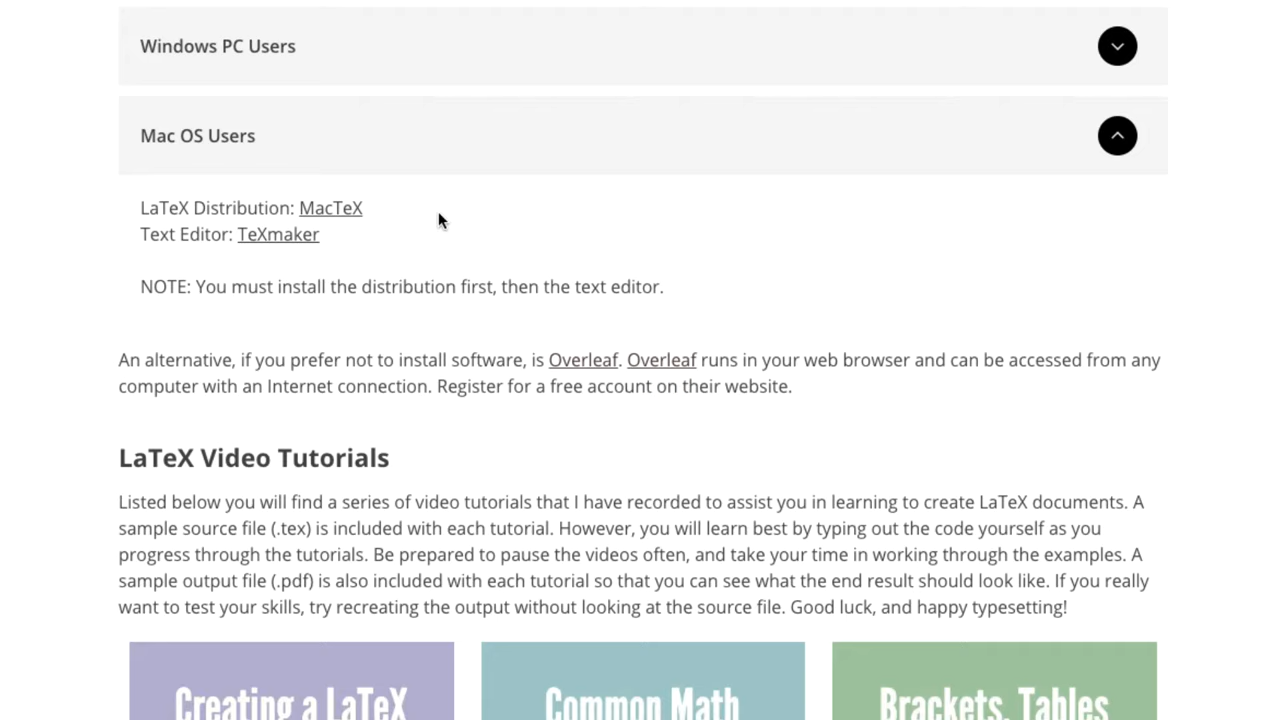 Windows PC Users
Mac OS Users
LaTeX Distribution: MacTeX
Text Editor: TeXmaker
NOTE: You must install the distribution first, then the text editor.
An alternative, if you prefer not to install software, is Overleaf. Overleaf runs in your web browser and can be accessed from any
computer with an Internet connection. Register for a free account on their website.
LaTeX Video Tutorials
Listed below you will find a series of video tutorials that I have recorded to assist you in learning to create LaTeX documents. A
sample source file (.tex) is included with each tutorial. However, you will learn best by typing out the code yourself as you
progress through the tutorials. Be prepared to pause the videos often, and take your time in working through the examples. A
sample output file (.pdf) is also included with each tutorial so that you can see what the end result should look like. If you really
want to test your skills, try recreating the output without looking at the source file. Good luck, and happy typesetting!
Creating a LaTeX
Common Math
Brackets, Tables